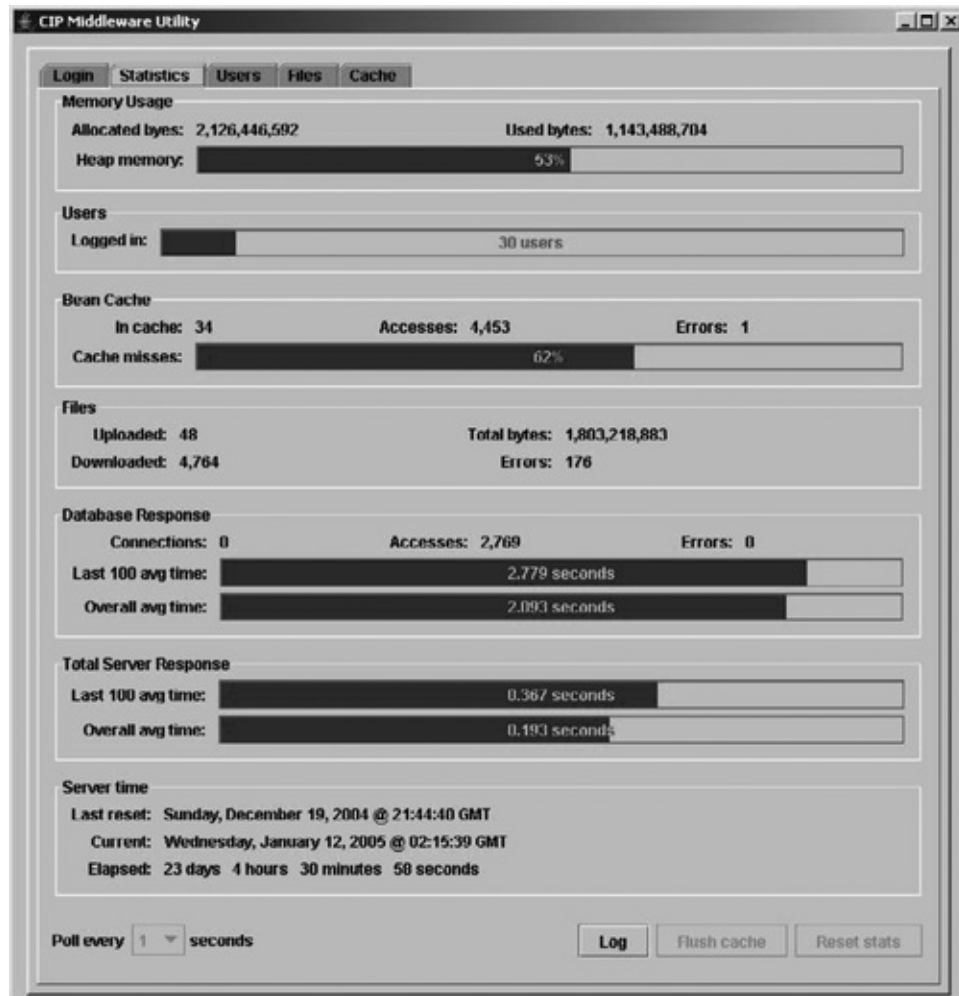 CIP Middleware Utility
Login Statistics Users Files Cache
Memory Usage
Allocated byes: 2,126,446,592 Used bytes: 1,143,488,704
Heap memory: 53%
Users
Logged in: 30 users
Bean Cache
In cache: 34 Accesses: 4,453 Errors: 1
Cache misses: 62%
Files
Uploaded: 48 Total bytes: 1,803,218,883
Downloaded: 4,764 Errors: 176
Database Response
Connections: 0 Accesses: 2,769 Errors: 0
Last 100 avg time: 2.779 seconds
Overall avg time: 2.093 seconds
Total Server Response
Last 100 avg time: 0.367 seconds
Overall avg time: 0.193 seconds
Server time
Last reset: Sunday, December 19, 2004 @ 21:44:40 GMT
Current: Wednesday, January 12, 2005 @ 02:15:39 GMT
Elapsed: 23 days 4 hours 30 minutes 58 seconds
Poll every 1 seconds Log Flush cache Reset stats